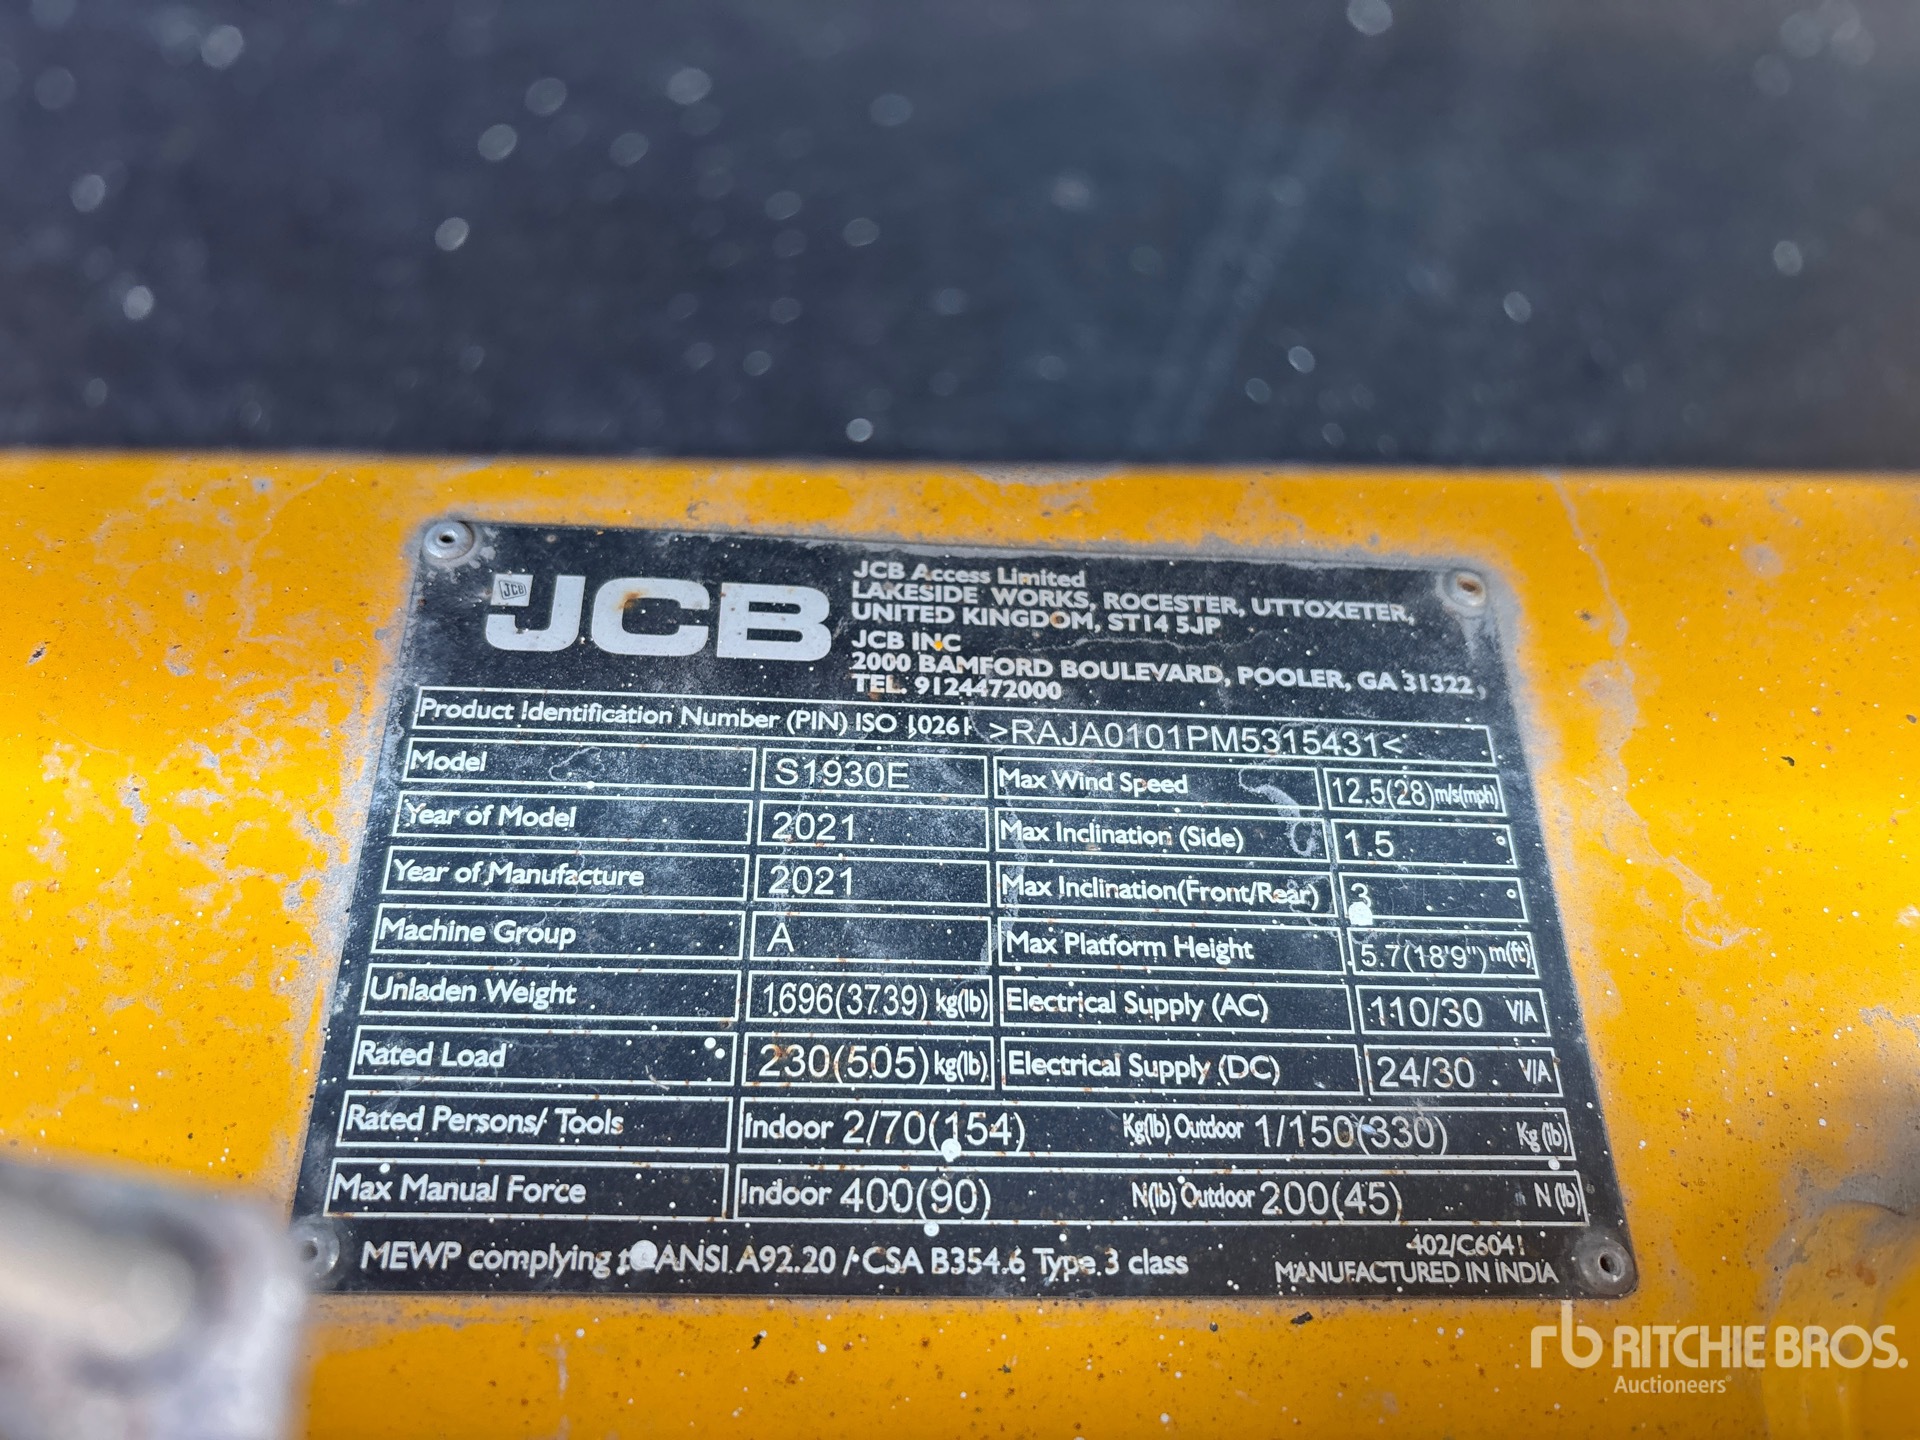 JCB
JCB
JCB Access Limited
LAKESIDE WORKS, ROCESTER, UTTOXETER,
UNITED KINGDOM, ST14 5JP
JCB INC
2000 BAMFORD BOULEVARD, POOLER, GA 31322,
TEL. 9124472000
Product Identification Number (PIN) ISO 10261 >RAJA0101PM5315431<
Model S1930E Max Wind Speed 12.5(28) m/s(mph)
Year of Model 2021 Max Inclination (Side) 1.5 °
Year of Manufacture 2021 Max Inclination(Front/Rear) 3 °
Machine Group A Max Platform Height 5.7(18'9") m(ft)
Unladen Weight 1696(3739) kg(lb) Electrical Supply (AC) 110/30 V/A
Rated Load 230(505) kg(lb) Electrical Supply (DC) 24/30 V/A
Rated Persons/ Tools Indoor 2/70(154) Kg(lb) Outdoor 1/150(330) Kg (lb)
Max Manual Force Indoor 400(90) N(lb) Outdoor 200(45) N (lb)
MEWP complying to ANSI A92.20 / CSA B354.6 Type 3 class
402/C6041
MANUFACTURED IN INDIA
rb RITCHIE BROS.
Auctioneers